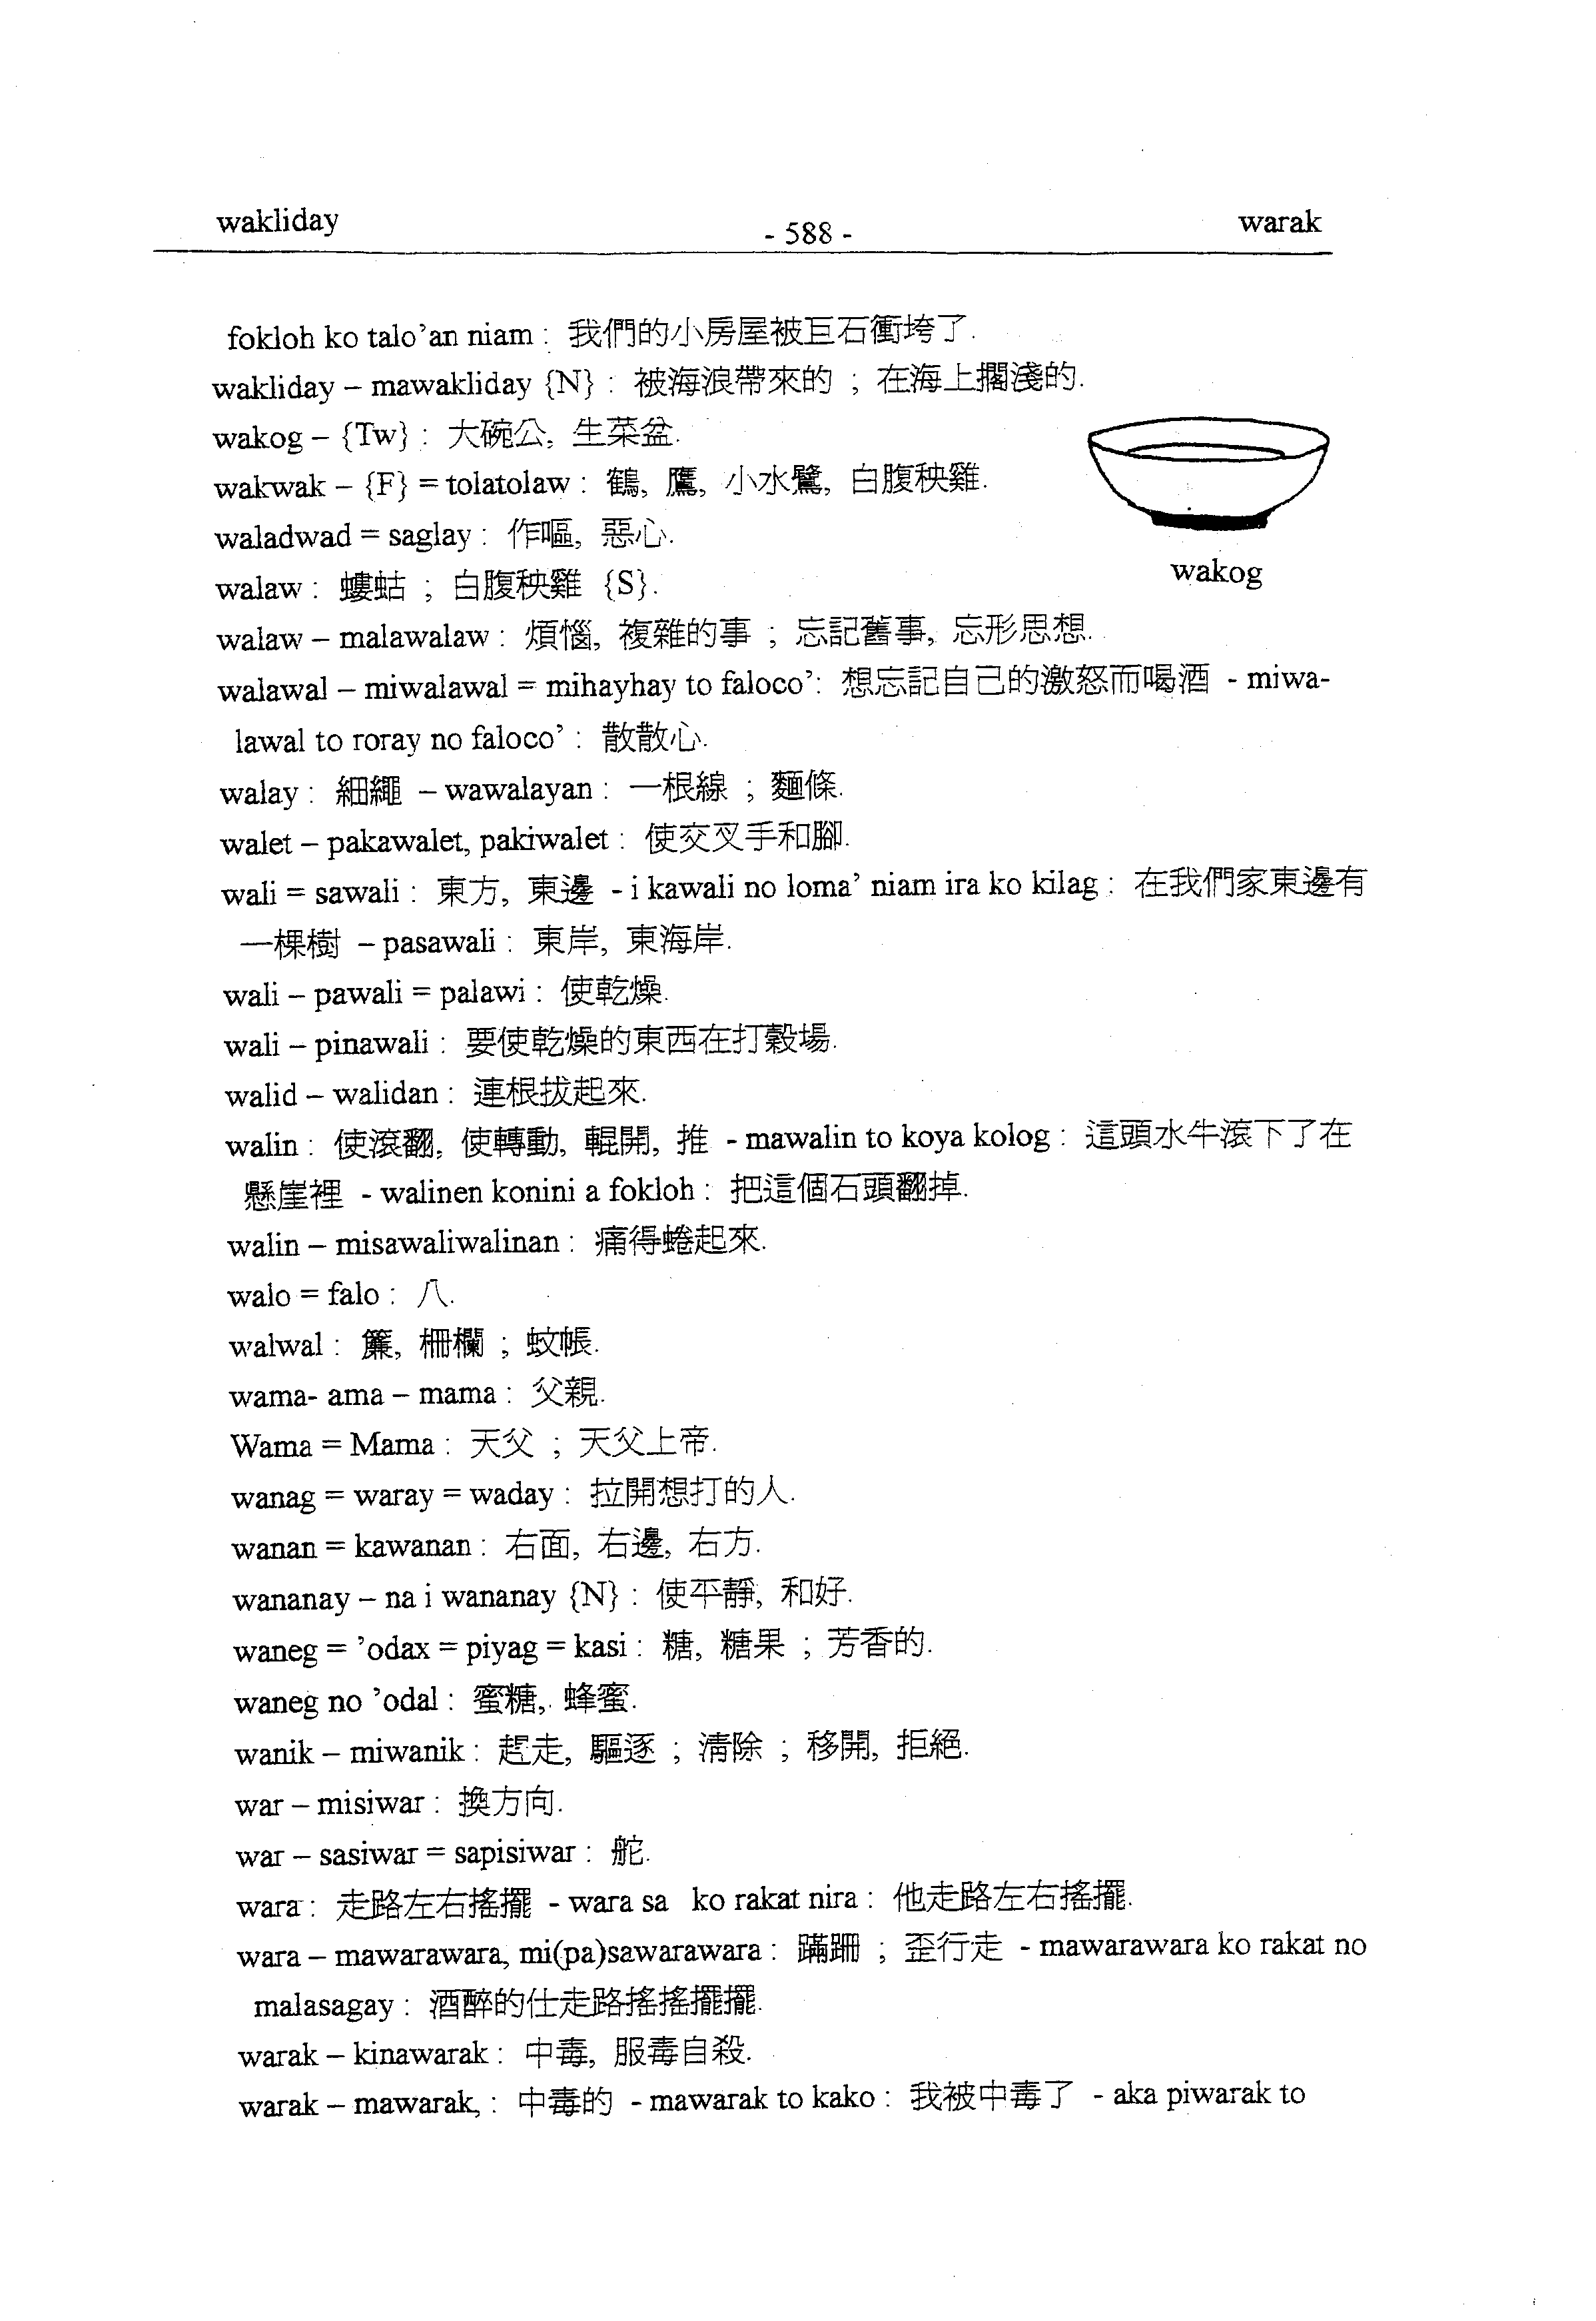 wakliday
- 588 -
warak
fokloh ko talo’an niam : 我們的小房屋被巨石衝垮了.
wakliday – mawakliday {N} : 被海浪帶來的 ; 在海上擱淺的.
wakog – {Tw} : 大碗公, 生菜盆.
wakwak – {F} = tolatolaw : 鶴, 鷹, 小水鷺, 白腹秧雞.
waladwad = saglay : 作嘔, 惡心.
walaw : 螻蛄 ; 白腹秧雞 {S}.
wakog
walaw – malawalaw : 煩惱, 複雜的事 ; 忘記舊事, 忘形思想.
walawal – miwalawal = mihayhay to faloco’: 想忘記自己的激怒而喝酒 - miwa-
lawal to roray no faloco’ : 散散心.
walay : 細繩 – wawalayan : 一根線 ; 麵條.
walet – pakawalet, pakiwalet : 使交叉手和腳.
wali = sawali : 東方, 東邊 - i kawali no loma’ niam ira ko kilag : 在我們家東邊有
一棵樹 – pasawali : 東岸, 東海岸.
wali – pawali = palawi : 使乾燥.
wali – pinawali : 要使乾燥的東西在打穀場.
walid – walidan : 連根拔起來.
walin : 使滾翻, 使轉動, 輥開, 推 - mawalin to koya kolog : 這頭水牛滾下了在
懸崖裡 - walinen konini a fokloh : 把這個石頭翻掉.
walin – misawaliwalinan : 痛得蜷起來.
walo = falo : 八.
walwal : 簾, 柵欄 ; 蚊帳.
wama- ama – mama : 父親.
Wama = Mama : 天父 ; 天父上帝.
wanag = waray = waday : 拉開想打的人.
wanan = kawanan : 右面, 右邊, 右方.
wananay – na i wananay {N} : 使平靜, 和好.
waneg = ’odax = piyag = kasi : 糖, 糖果 ; 芳香的.
waneg no ’odal : 蜜糖, 蜂蜜.
wanik – miwanik : 趕走, 驅逐 ; 清除 ; 移開, 拒絕.
war – misiwar : 換方向.
war – sasiwar = sapisiwar : 舵.
wara : 走路左右搖擺 - wara sa ko rakat nira : 他走路左右搖擺.
wara – mawarawara, mi(pa)sawarawara : 蹣跚 ; 歪行走 - mawarawara ko rakat no
malasagay : 酒醉的仕走路搖搖擺擺.
warak – kinawarak : 中毒, 服毒自殺.
warak – mawarak, : 中毒的 - mawarak to kako : 我被中毒了 - aka piwarak to